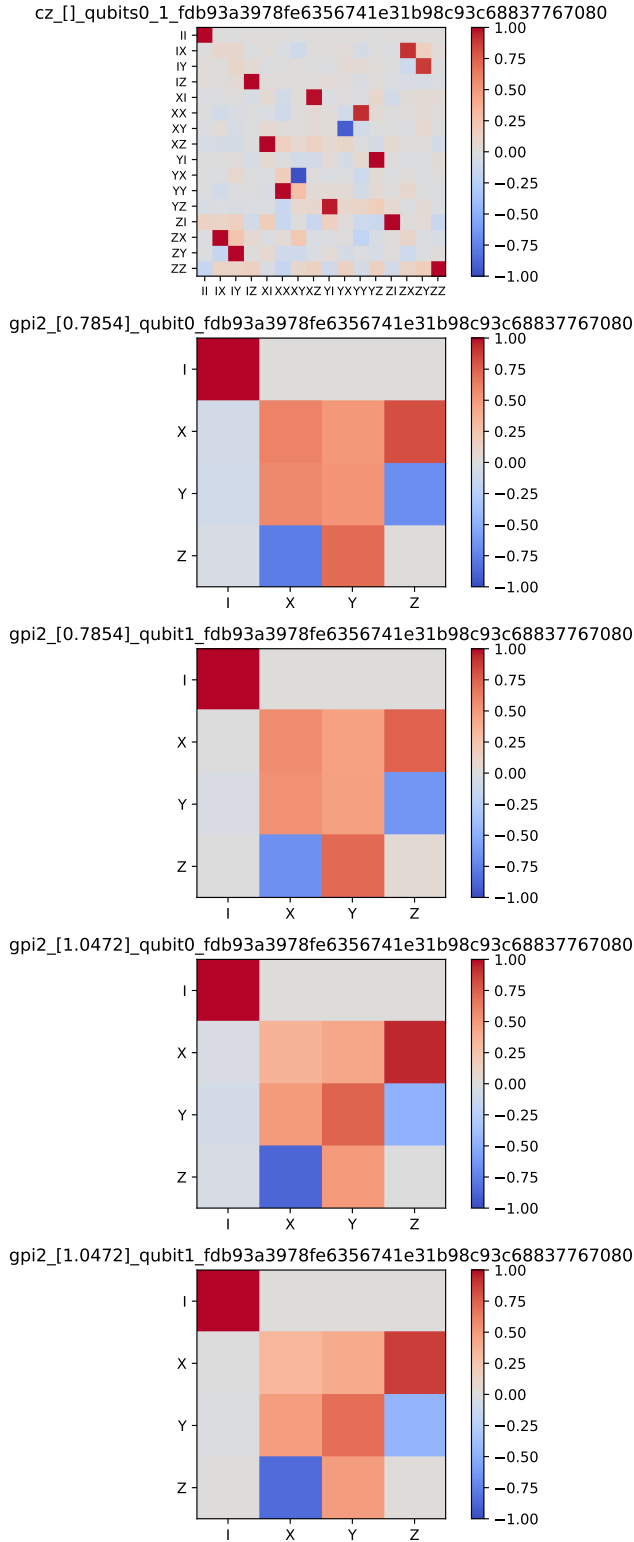 cz_[]_qubits0_1_fdb93a3978fe6356741e31b98c93c68837767080
II
IX
IY
IZ
XI
XX
XY
XZ
YI
YX
YY
YZ
ZI
ZX
ZY
ZZ
II IX IY IZ XI XX XY XZ YI YX YY YZ ZI ZX ZY ZZ
1.00
0.75
0.50
0.25
0.00
−0.25
−0.50
−0.75
−1.00
gpi2_[0.7854]_qubit0_fdb93a3978fe6356741e31b98c93c68837767080
I
X
Y
Z
I X Y Z
1.00
0.75
0.50
0.25
0.00
−0.25
−0.50
−0.75
−1.00
gpi2_[0.7854]_qubit1_fdb93a3978fe6356741e31b98c93c68837767080
I
X
Y
Z
I X Y Z
1.00
0.75
0.50
0.25
0.00
−0.25
−0.50
−0.75
−1.00
gpi2_[1.0472]_qubit0_fdb93a3978fe6356741e31b98c93c68837767080
I
X
Y
Z
I X Y Z
1.00
0.75
0.50
0.25
0.00
−0.25
−0.50
−0.75
−1.00
gpi2_[1.0472]_qubit1_fdb93a3978fe6356741e31b98c93c68837767080
I
X
Y
Z
I X Y Z
1.00
0.75
0.50
0.25
0.00
−0.25
−0.50
−0.75
−1.00